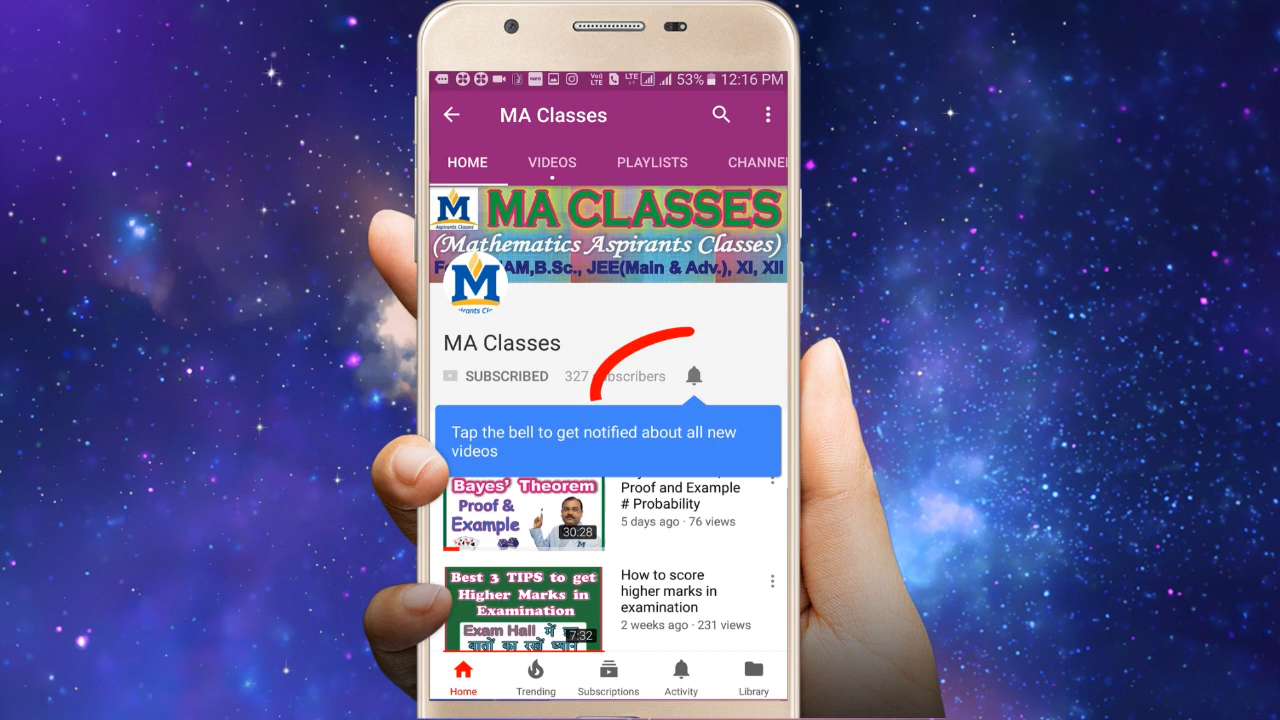 VoLTE LTE 53% 12:16 PM
MA Classes
HOME VIDEOS PLAYLISTS CHANNE
M MA CLASSES
Aspirants Classes
(Mathematics Aspirants Classes)
AM,B.Sc., JEE(Main & Adv.), XI, XII
M
MA Classes
SUBSCRIBED 327 subscribers
Tap the bell to get notified about all new
videos
Bayes' Theorem
Proof &
Example
30:28
Proof and Example
# Probability
5 days ago · 76 views
Best 3 TIPS to get
Higher Marks in
Examination
Exam Hall में
बातों का रखें ध्यान
7:32
How to score
higher marks in
examination
2 weeks ago · 231 views
Home Trending Subscriptions Activity Library